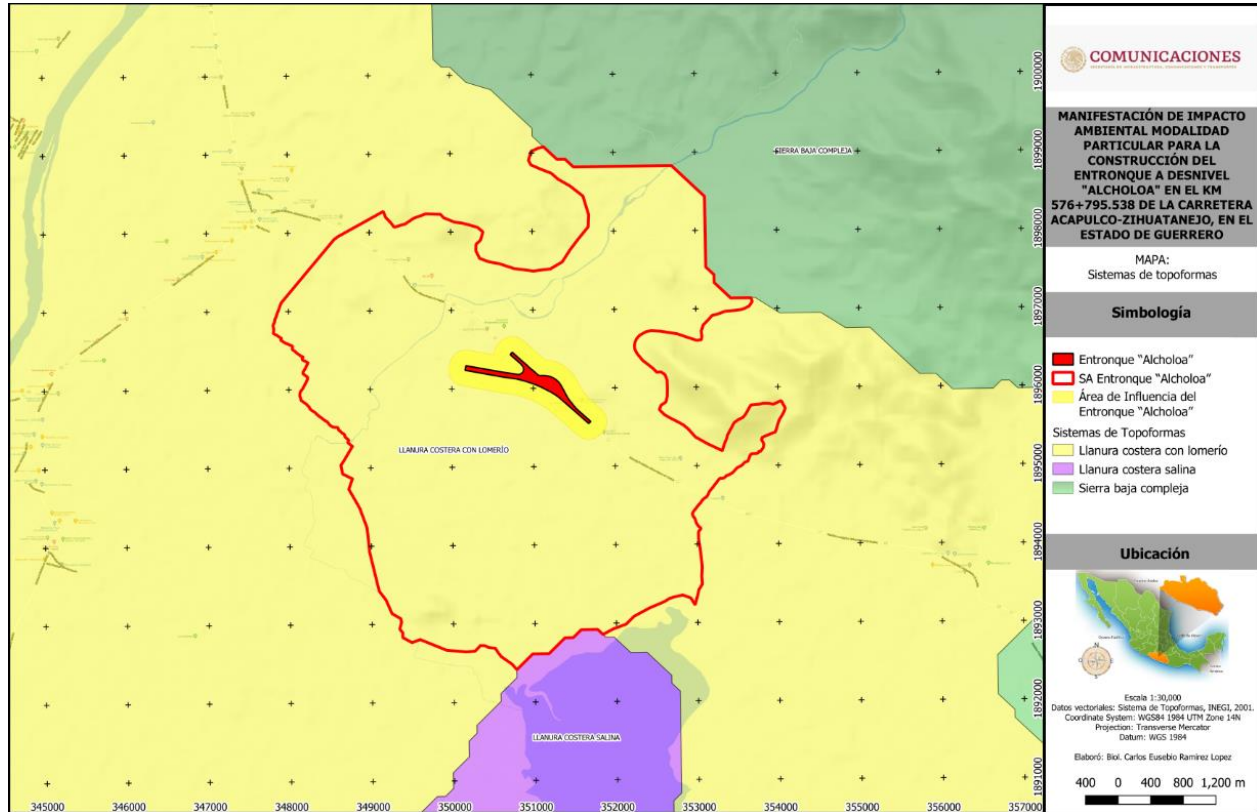 SIERRA BAJA COMPLEJA
LLANURA COSTERA CON LOMERÍO
LLANURA COSTERA SALINA
1900000
1899000
1898000
1897000
1896000
1895000
1894000
1893000
1892000
1891000
345000
346000
347000
348000
349000
350000
351000
352000
353000
354000
355000
356000
357000
COMUNICACIONES
SECRETARÍA DE INFRAESTRUCTURA, COMUNICACIONES Y TRANSPORTES
MANIFESTACIÓN DE IMPACTO
AMBIENTAL MODALIDAD
PARTICULAR PARA LA
CONSTRUCCIÓN DEL
ENTRONQUE A DESNIVEL
"ALCHOLOA" EN EL KM
576+795.538 DE LA CARRETERA
ACAPULCO-ZIHUATANEJO, EN EL
ESTADO DE GUERRERO
MAPA:
Sistemas de topoformas
Simbología
Entronque "Alcholoa"
SA Entronque "Alcholoa"
Área de Influencia del
Entronque "Alcholoa"
Sistemas de Topoformas
Llanura costera con lomerío
Llanura costera salina
Sierra baja compleja
Ubicación
N
S
Escala 1:30,000
Datos vectoriales: Sistema de Topoformas, INEGI, 2001.
Coordinate System: WGS84 1984 UTM Zone 14N
Projection: Transverse Mercator
Datum: WGS 1984
Elaboró: Biol. Carlos Eusebio Ramirez Lopez
400 0 400 800 1,200 m